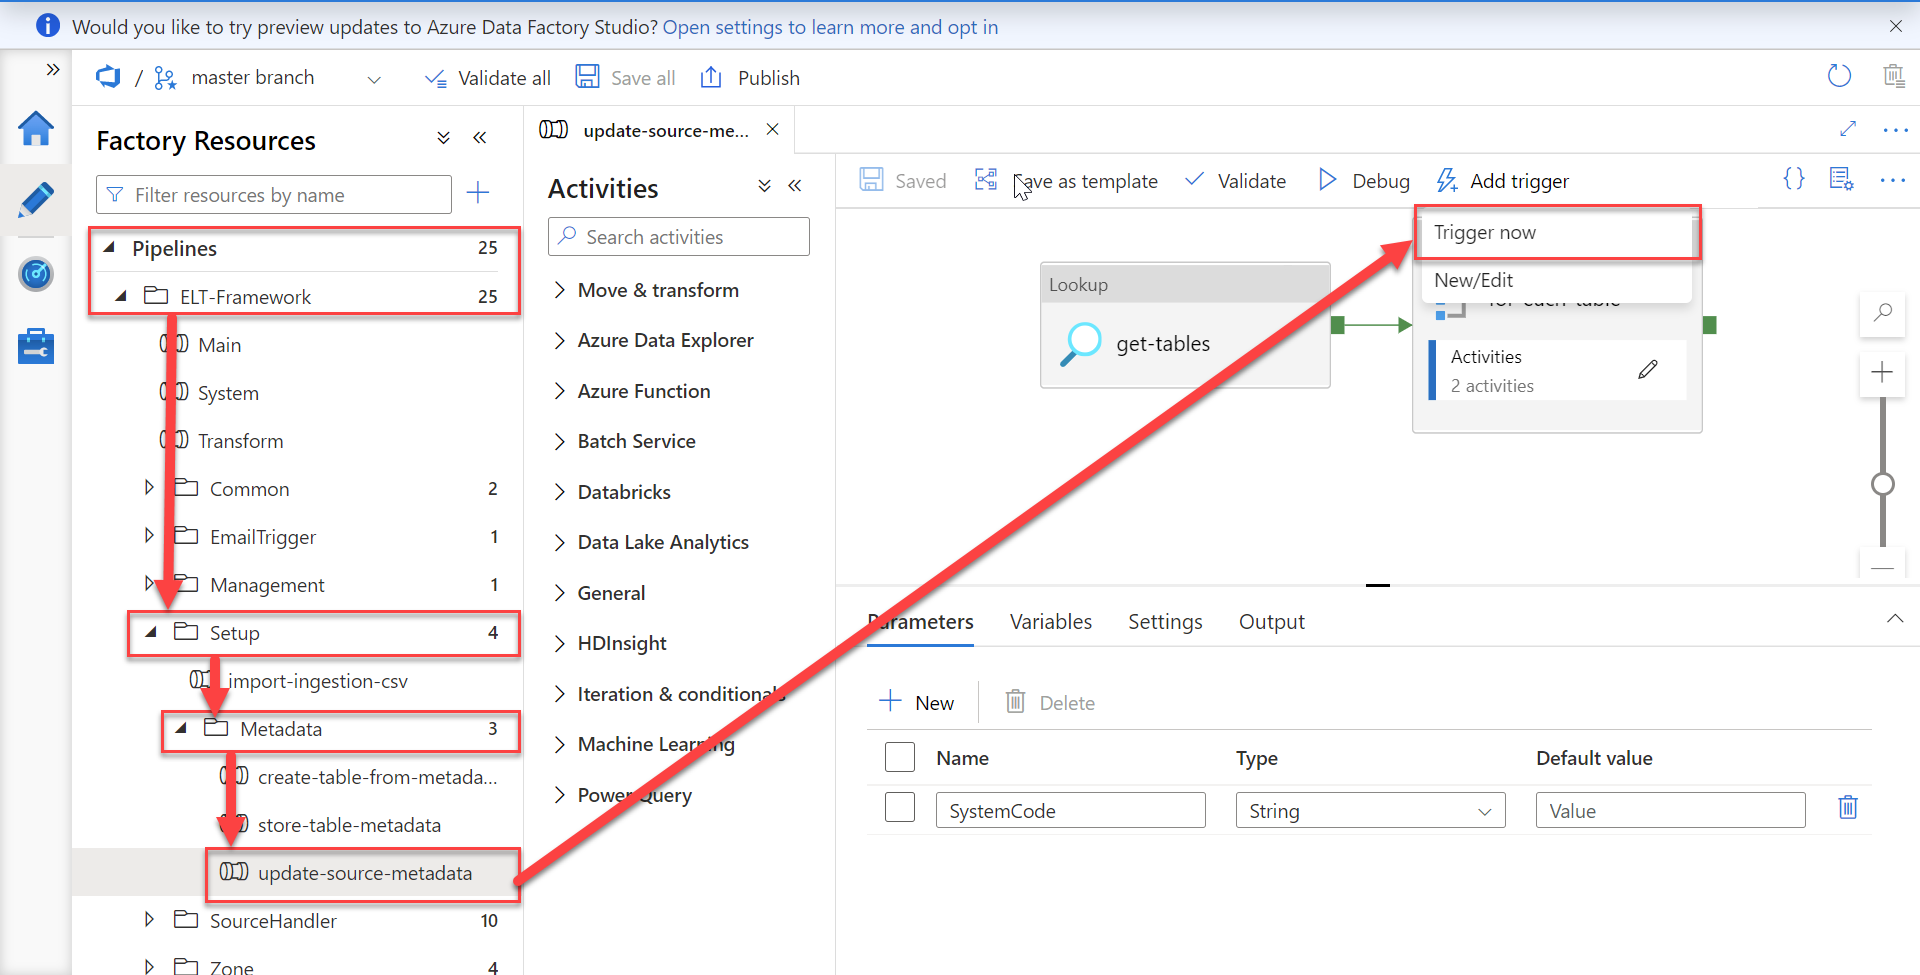 Would you like to try preview updates to Azure Data Factory Studio? Open settings to learn more and opt in
/ master branch
Validate all
Save all
Publish
Factory Resources
Filter resources by name
Pipelines 25
ELT-Framework 25
Main
System
Transform
Common 2
EmailTrigger 1
Management 1
Setup 4
import-ingestion-csv
Metadata 3
create-table-from-metada...
store-table-metadata
update-source-metadata
SourceHandler 10
Zone 4
update-source-me...
Activities
Search activities
Move & transform
Azure Data Explorer
Azure Function
Batch Service
Databricks
Data Lake Analytics
General
HDInsight
Iteration & conditionals
Machine Learning
Power Query
Saved
Save as template
Validate
Debug
Add trigger
Trigger now
New/Edit
Lookup
get-tables
for-each-table
Activities
2 activities
Parameters
Variables
Settings
Output
New
Delete
Name Type Default value
SystemCode String Value